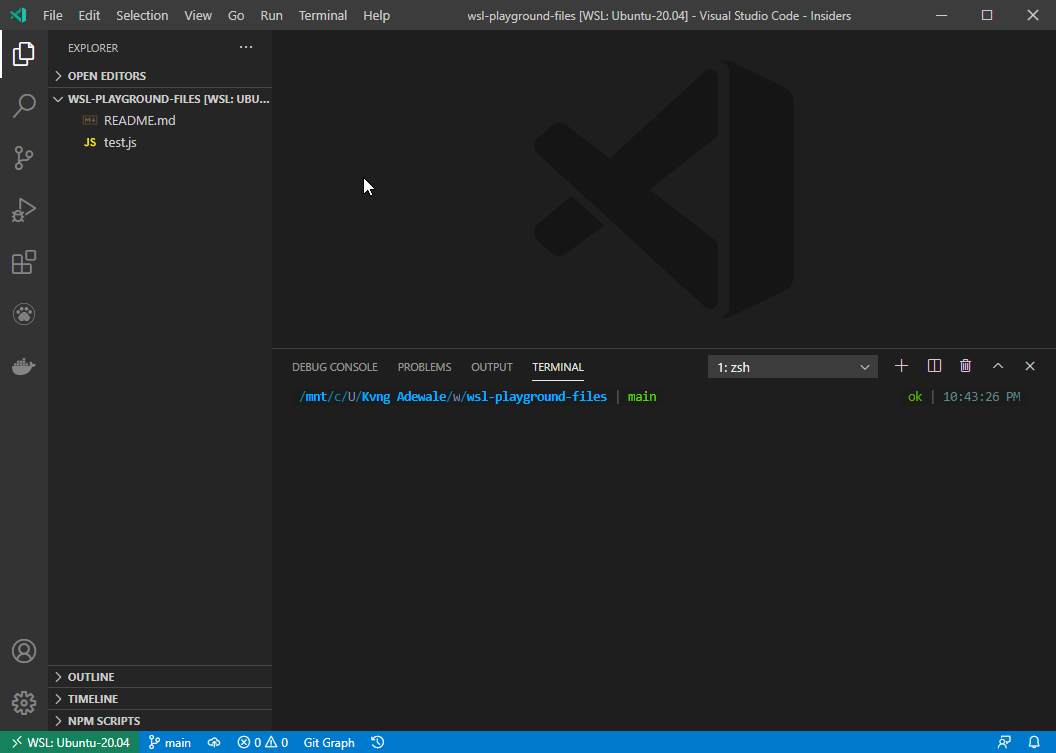 File Edit Selection View Go Run Terminal Help wsl-playground-files [WSL: Ubuntu-20.04] - Visual Studio Code - Insiders
EXPLORER ...
OPEN EDITORS
WSL-PLAYGROUND-FILES [WSL: UBU...
M README.md
JS test.js
DEBUG CONSOLE PROBLEMS OUTPUT TERMINAL 1: zsh
/mnt/c/U/Kvng Adewale/w/wsl-playground-files | main ok | 10:43:26 PM
OUTLINE
TIMELINE
NPM SCRIPTS
WSL: Ubuntu-20.04 main 0 0 Git Graph